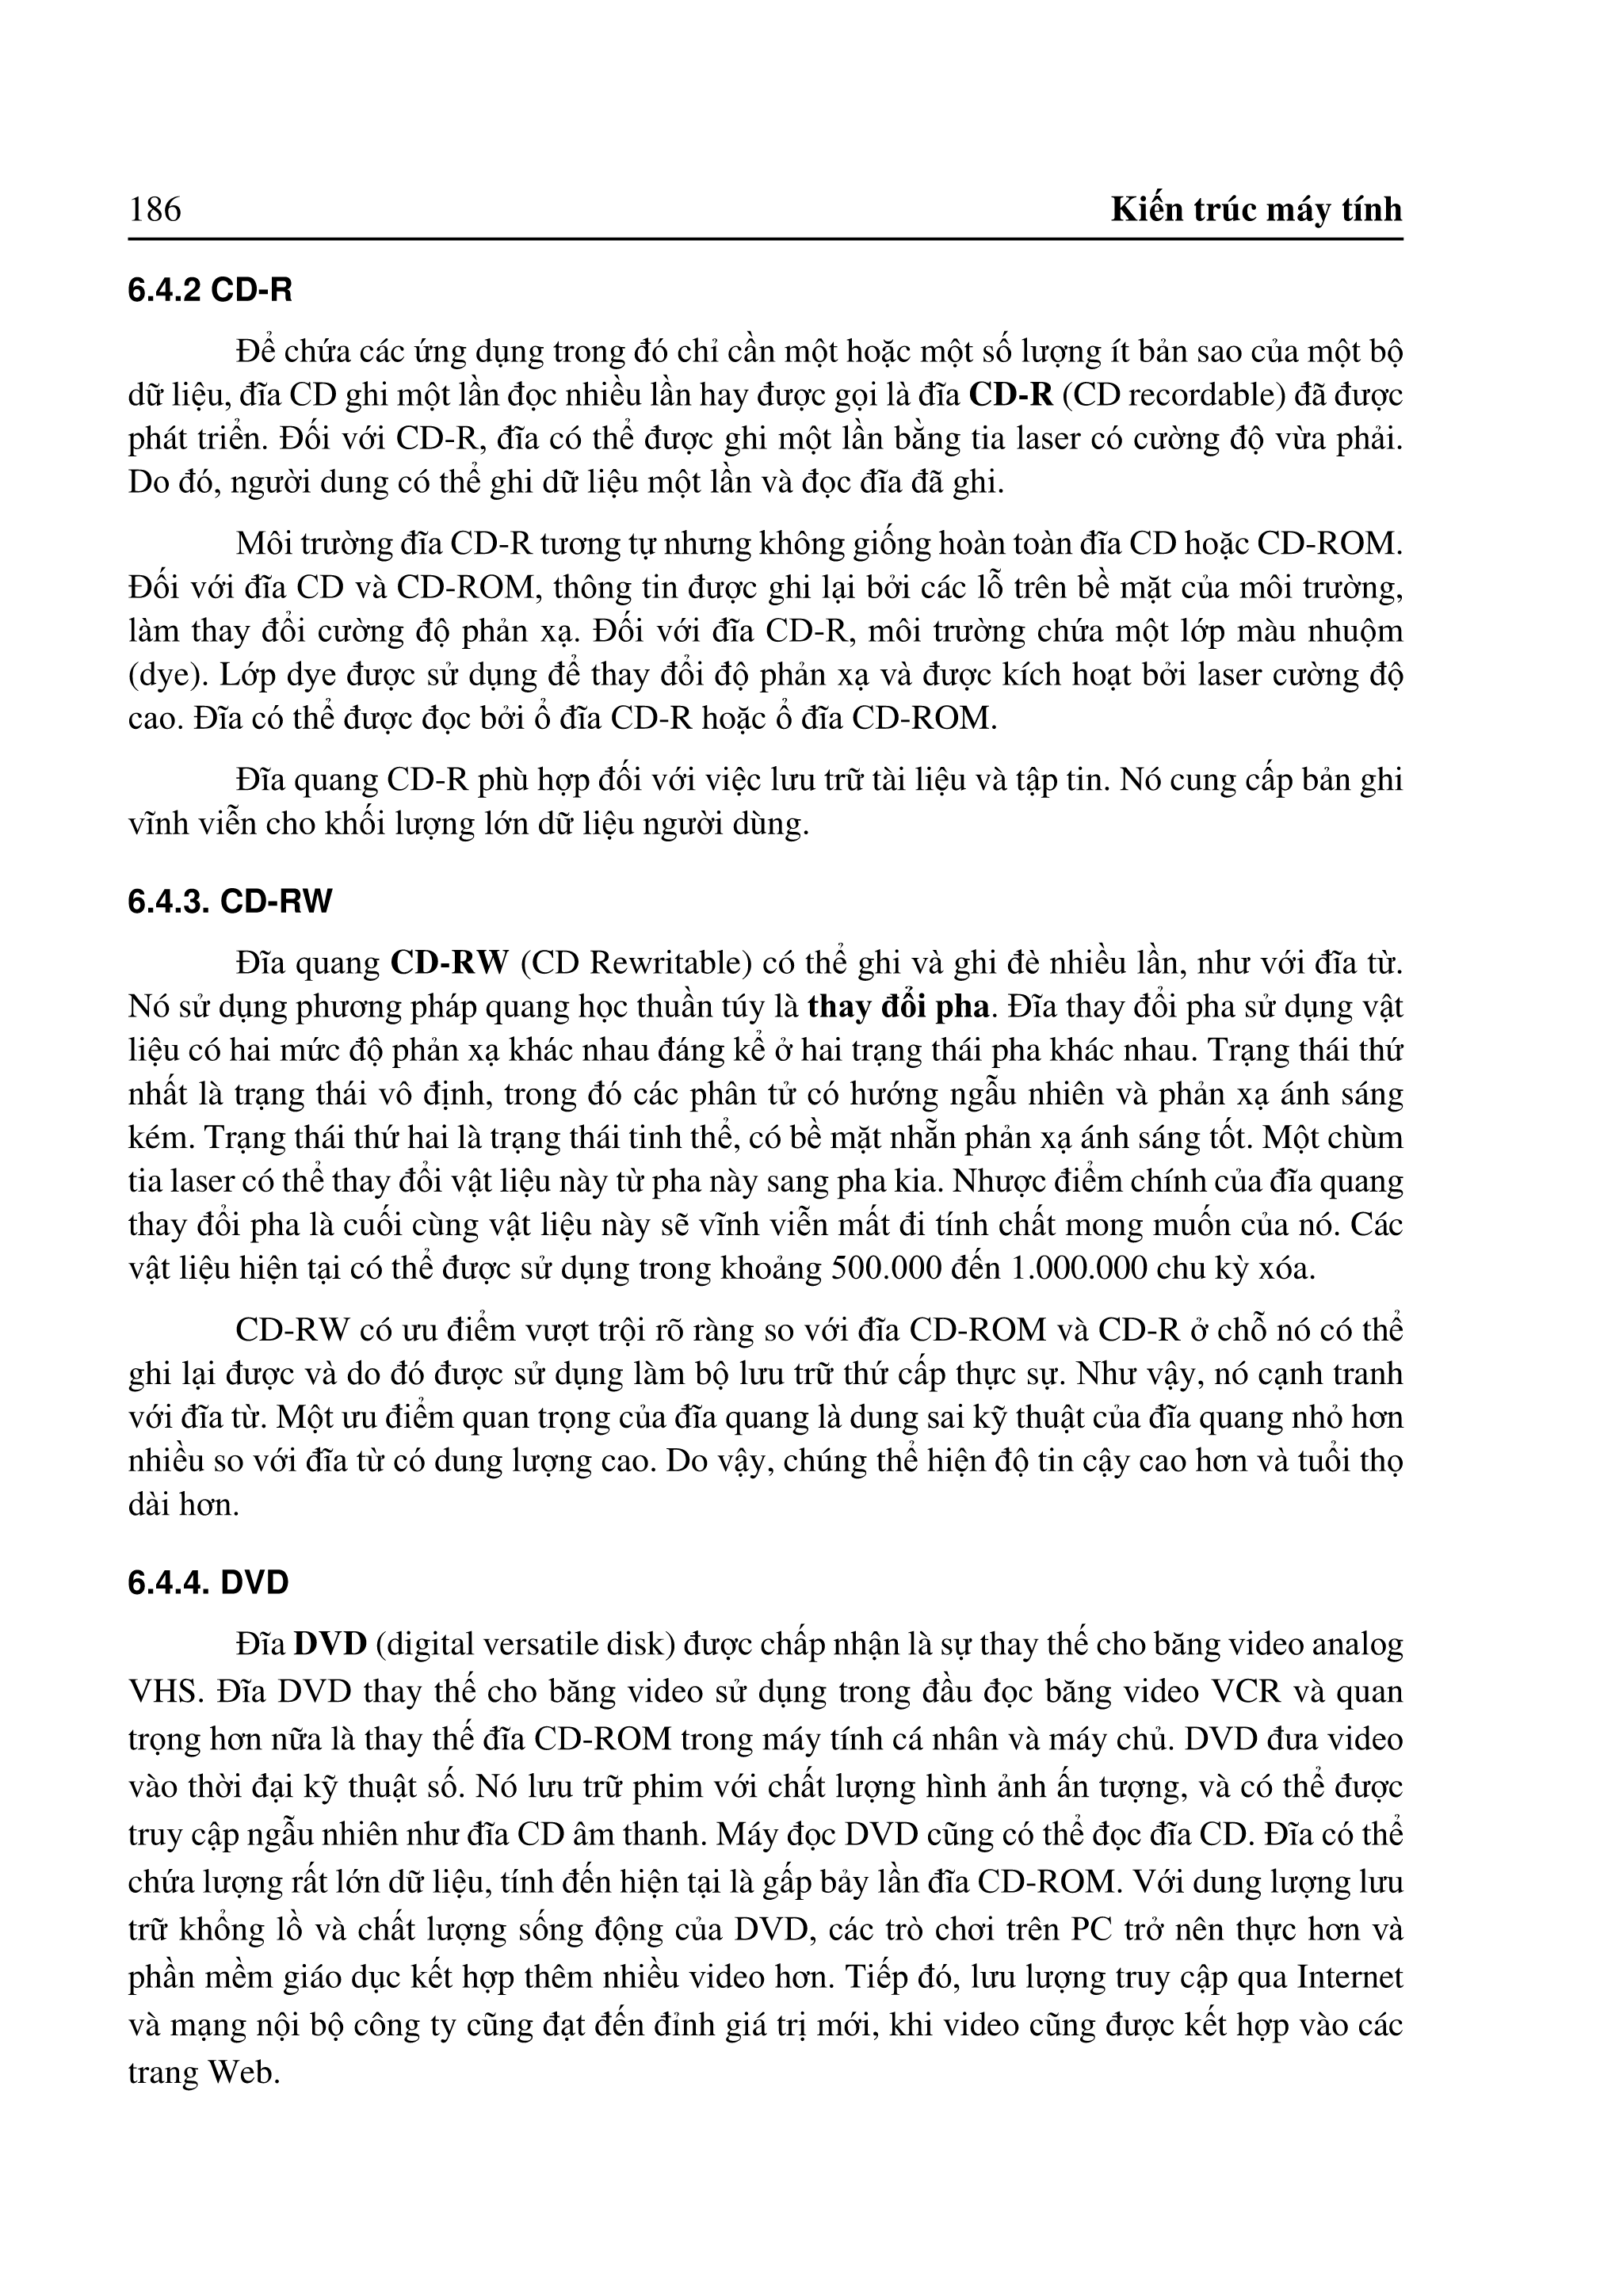 186 Kiến trúc máy tính
6.4.2 CD-R
Để chứa các ứng dụng trong đó chỉ cần một hoặc một số lượng ít bản sao của một bộ
dữ liệu, đĩa CD ghi một lần đọc nhiều lần hay được gọi là đĩa CD-R (CD recordable) đã được
phát triển. Đối với CD-R, đĩa có thể được ghi một lần bằng tia laser có cường độ vừa phải.
Do đó, người dung có thể ghi dữ liệu một lần và đọc đĩa đã ghi.
Môi trường đĩa CD-R tương tự nhưng không giống hoàn toàn đĩa CD hoặc CD-ROM.
Đối với đĩa CD và CD-ROM, thông tin được ghi lại bởi các lỗ trên bề mặt của môi trường,
làm thay đổi cường độ phản xạ. Đối với đĩa CD-R, môi trường chứa một lớp màu nhuộm
(dye). Lớp dye được sử dụng để thay đổi độ phản xạ và được kích hoạt bởi laser cường độ
cao. Đĩa có thể được đọc bởi ổ đĩa CD-R hoặc ổ đĩa CD-ROM.
Đĩa quang CD-R phù hợp đối với việc lưu trữ tài liệu và tập tin. Nó cung cấp bản ghi
vĩnh viễn cho khối lượng lớn dữ liệu người dùng.
6.4.3. CD-RW
Đĩa quang CD-RW (CD Rewritable) có thể ghi và ghi đè nhiều lần, như với đĩa từ.
Nó sử dụng phương pháp quang học thuần túy là thay đổi pha. Đĩa thay đổi pha sử dụng vật
liệu có hai mức độ phản xạ khác nhau đáng kể ở hai trạng thái pha khác nhau. Trạng thái thứ
nhất là trạng thái vô định, trong đó các phân tử có hướng ngẫu nhiên và phản xạ ánh sáng
kém. Trạng thái thứ hai là trạng thái tinh thể, có bề mặt nhẵn phản xạ ánh sáng tốt. Một chùm
tia laser có thể thay đổi vật liệu này từ pha này sang pha kia. Nhược điểm chính của đĩa quang
thay đổi pha là cuối cùng vật liệu này sẽ vĩnh viễn mất đi tính chất mong muốn của nó. Các
vật liệu hiện tại có thể được sử dụng trong khoảng 500.000 đến 1.000.000 chu kỳ xóa.
CD-RW có ưu điểm vượt trội rõ ràng so với đĩa CD-ROM và CD-R ở chỗ nó có thể
ghi lại được và do đó được sử dụng làm bộ lưu trữ thứ cấp thực sự. Như vậy, nó cạnh tranh
với đĩa từ. Một ưu điểm quan trọng của đĩa quang là dung sai kỹ thuật của đĩa quang nhỏ hơn
nhiều so với đĩa từ có dung lượng cao. Do vậy, chúng thể hiện độ tin cậy cao hơn và tuổi thọ
dài hơn.
6.4.4. DVD
Đĩa DVD (digital versatile disk) được chấp nhận là sự thay thế cho băng video analog
VHS. Đĩa DVD thay thế cho băng video sử dụng trong đầu đọc băng video VCR và quan
trọng hơn nữa là thay thế đĩa CD-ROM trong máy tính cá nhân và máy chủ. DVD đưa video
vào thời đại kỹ thuật số. Nó lưu trữ phim với chất lượng hình ảnh ấn tượng, và có thể được
truy cập ngẫu nhiên như đĩa CD âm thanh. Máy đọc DVD cũng có thể đọc đĩa CD. Đĩa có thể
chứa lượng rất lớn dữ liệu, tính đến hiện tại là gấp bảy lần đĩa CD-ROM. Với dung lượng lưu
trữ khổng lồ và chất lượng sống động của DVD, các trò chơi trên PC trở nên thực hơn và
phần mềm giáo dục kết hợp thêm nhiều video hơn. Tiếp đó, lưu lượng truy cập qua Internet
và mạng nội bộ công ty cũng đạt đến đỉnh giá trị mới, khi video cũng được kết hợp vào các
trang Web.